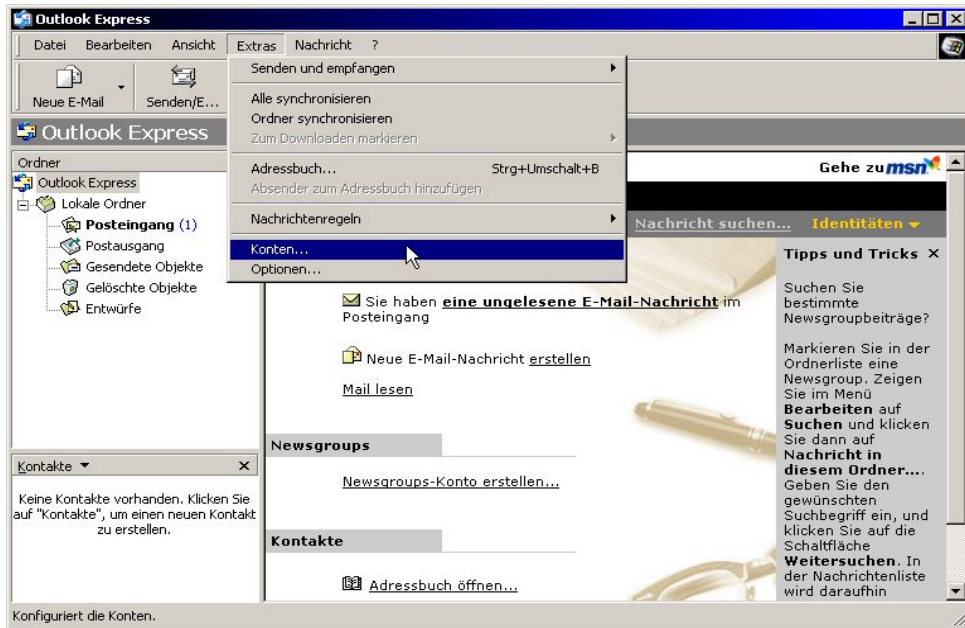 Outlook Express
Datei Bearbeiten Ansicht Extras Nachricht ?
Neue E-Mail Senden/E...
Senden und empfangen
Alle synchronisieren
Ordner synchronisieren
Zum Downloaden markieren
Adressbuch... Strg+Umschalt+B
Absender zum Adressbuch hinzufügen
Nachrichtenregeln
Konten...
Optionen...
Outlook Express
Ordner
Outlook Express
Lokale Ordner
Posteingang (1)
Postausgang
Gesendete Objekte
Gelöschte Objekte
Entwürfe
Kontakte
Keine Kontakte vorhanden. Klicken Sie
auf "Kontakte", um einen neuen Kontakt
zu erstellen.
Gehe zu msn
Nachricht suchen... Identitäten
Sie haben eine ungelesene E-Mail-Nachricht im
Posteingang
Neue E-Mail-Nachricht erstellen
Mail lesen
Newsgroups
Newsgroups-Konto erstellen...
Kontakte
Adressbuch öffnen...
Tipps und Tricks
Suchen Sie
bestimmte
Newsgroupbeiträge?
Markieren Sie in der
Ordnerliste eine
Newsgroup. Zeigen
Sie im Menü
Bearbeiten auf
Suchen und klicken
Sie dann auf
Nachricht in
diesem Ordner....
Geben Sie den
gewünschten
Suchbegriff ein, und
klicken Sie auf die
Schaltfläche
Weitersuchen. In
der Nachrichtenliste
wird daraufhin
Konfiguriert die Konten.